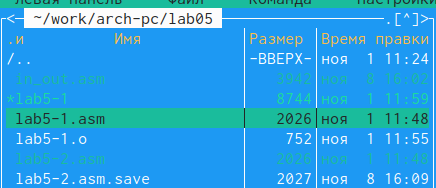 Левая панель Файл Команда Настройки
<─ ~/work/arch-pc/lab05 .[^]>
.и Имя Размер Время правки
/.. -ВВЕРХ- ноя 1 11:24
in_out.asm 3942 ноя 8 16:02
*lab5-1 8744 ноя 1 11:59
lab5-1.asm 2026 ноя 1 11:48
lab5-1.o 752 ноя 1 11:55
lab5-2.asm 2026 ноя 1 11:48
lab5-2.asm.save 2027 ноя 8 16:09